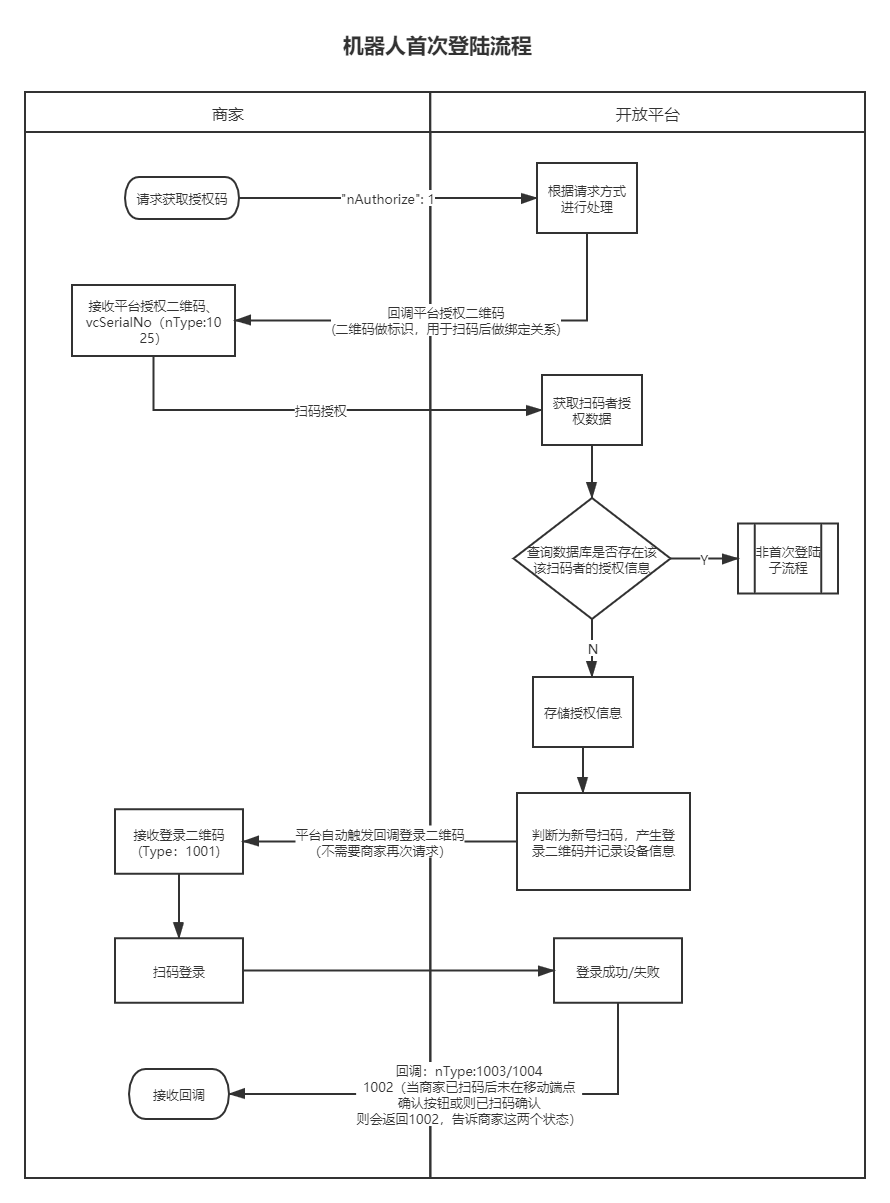 机器人首次登陆流程
商家
开放平台
请求获取授权码
"nAuthorize": 1
根据请求方式
进行处理
接收平台授权二维码、
vcSerialNo（nType:10
25）
回调平台授权二维码
(二维码做标识，用于扫码后做绑定关系)
扫码授权
获取扫码者授
权数据
查询数据库是否存在该
该扫码者的授权信息
Y
非首次登陆
子流程
N
存储授权信息
接收登录二维码
(Type：1001)
平台自动触发回调登录二维码
（不需要商家再次请求）
判断为新号扫码，产生登
录二维码并记录设备信息
扫码登录
登录成功/失败
接收回调
回调：nType:1003/1004
1002（当商家已扫码后未在移动端点
确认按钮或则已扫码确认
则会返回1002，告诉商家这两个状态）